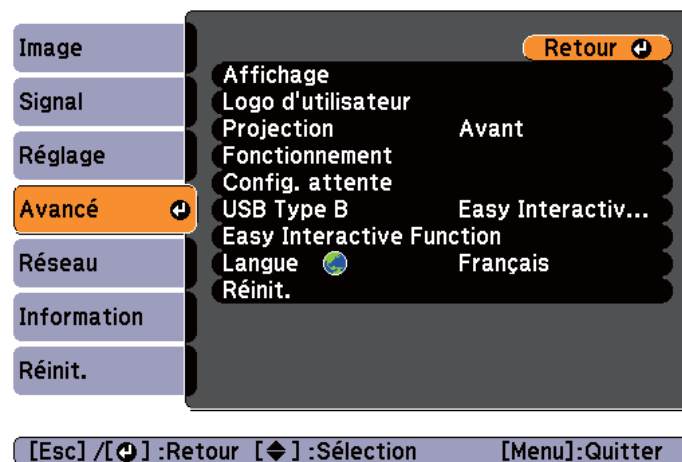 Image
Signal
Réglage
Avancé
Réseau
Information
Réinit.
Retour
Affichage
Logo d'utilisateur
Projection Avant
Fonctionnement
Config. attente
USB Type B Easy Interactiv...
Easy Interactive Function
Langue Français
Réinit.
[Esc] /[⏎] :Retour [◆] :Sélection [Menu]:Quitter